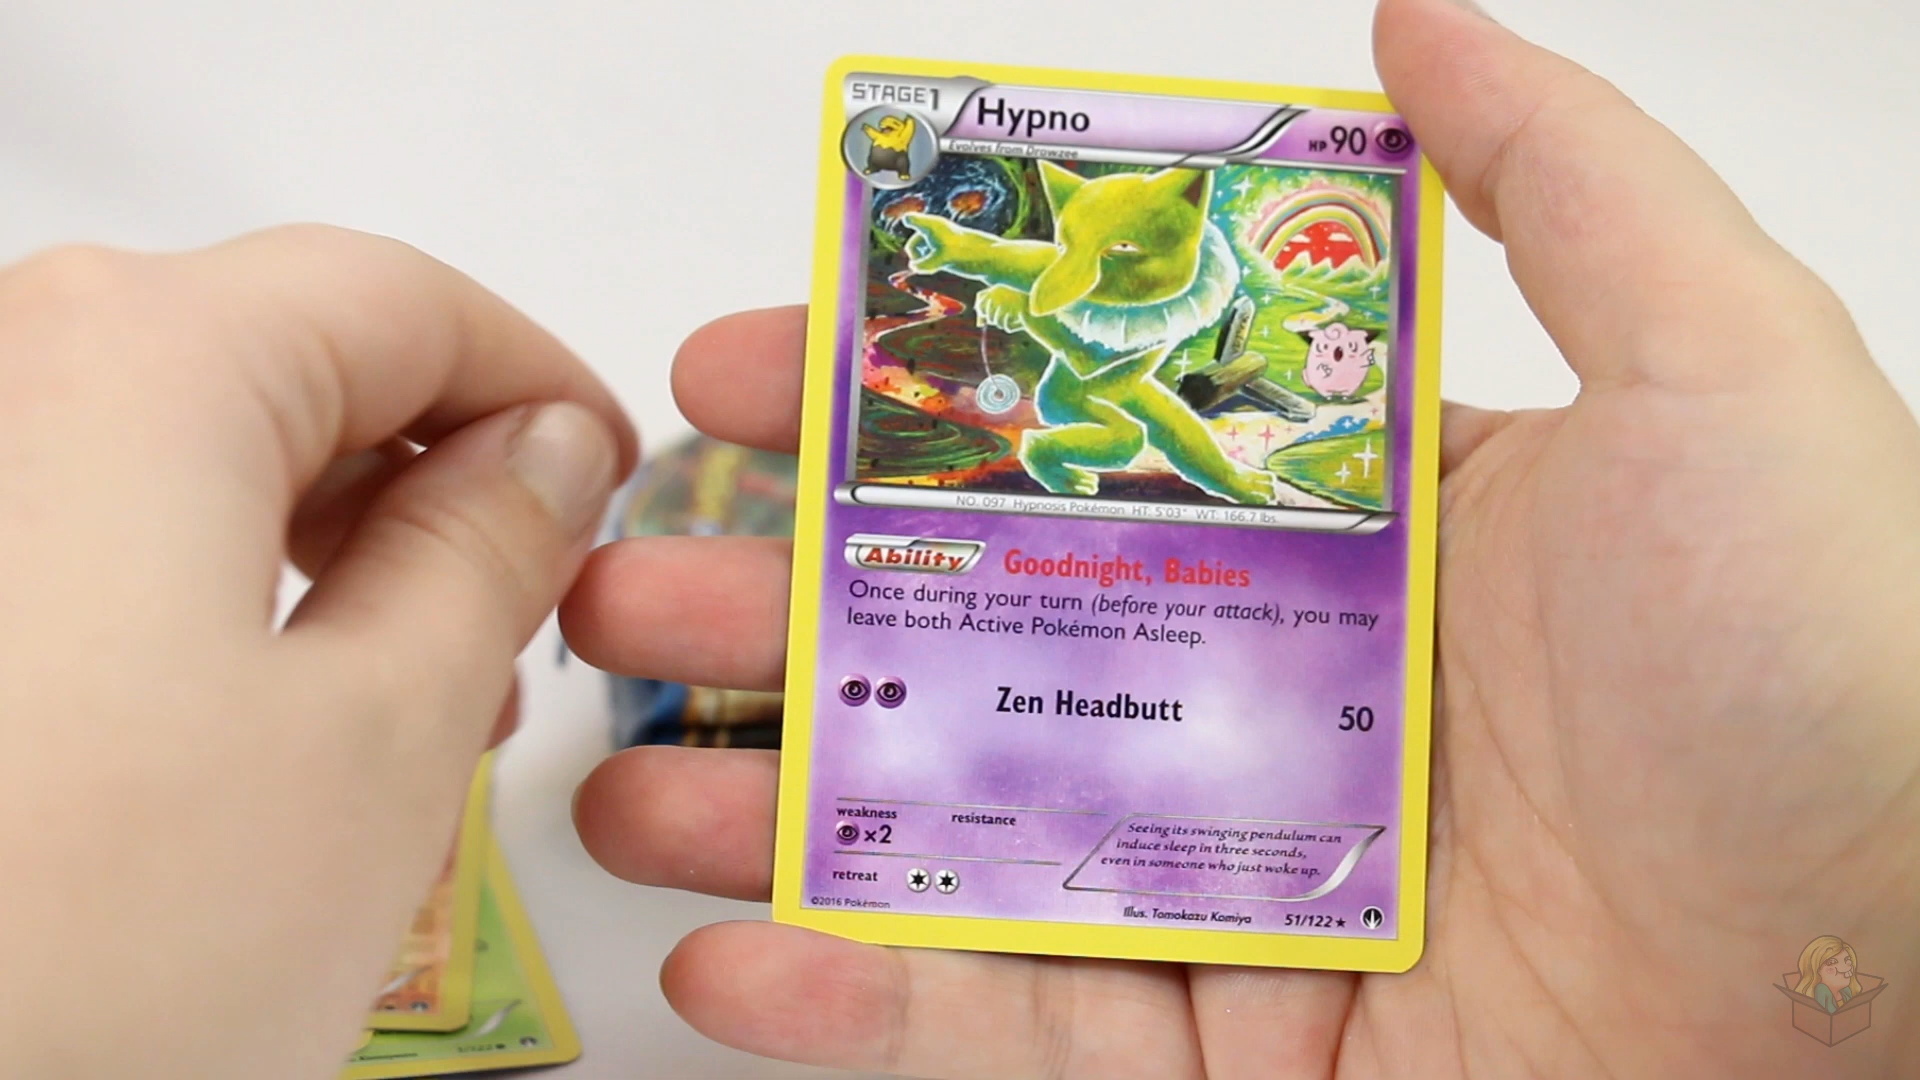 STAGE1
Hypno
HP 90
Evolves from Drowzee
NO. 097 Hypnosis Pokémon HT: 5'03" WT: 166.7 lbs.
Ability Goodnight, Babies
Once during your turn (before your attack), you may
leave both Active Pokémon Asleep.
Zen Headbutt 50
weakness
×2
resistance
retreat
Seeing its swinging pendulum can
induce sleep in three seconds,
even in someone who just woke up.
©2016 Pokémon
Illus. Tomokazu Komiya
51/122 ★